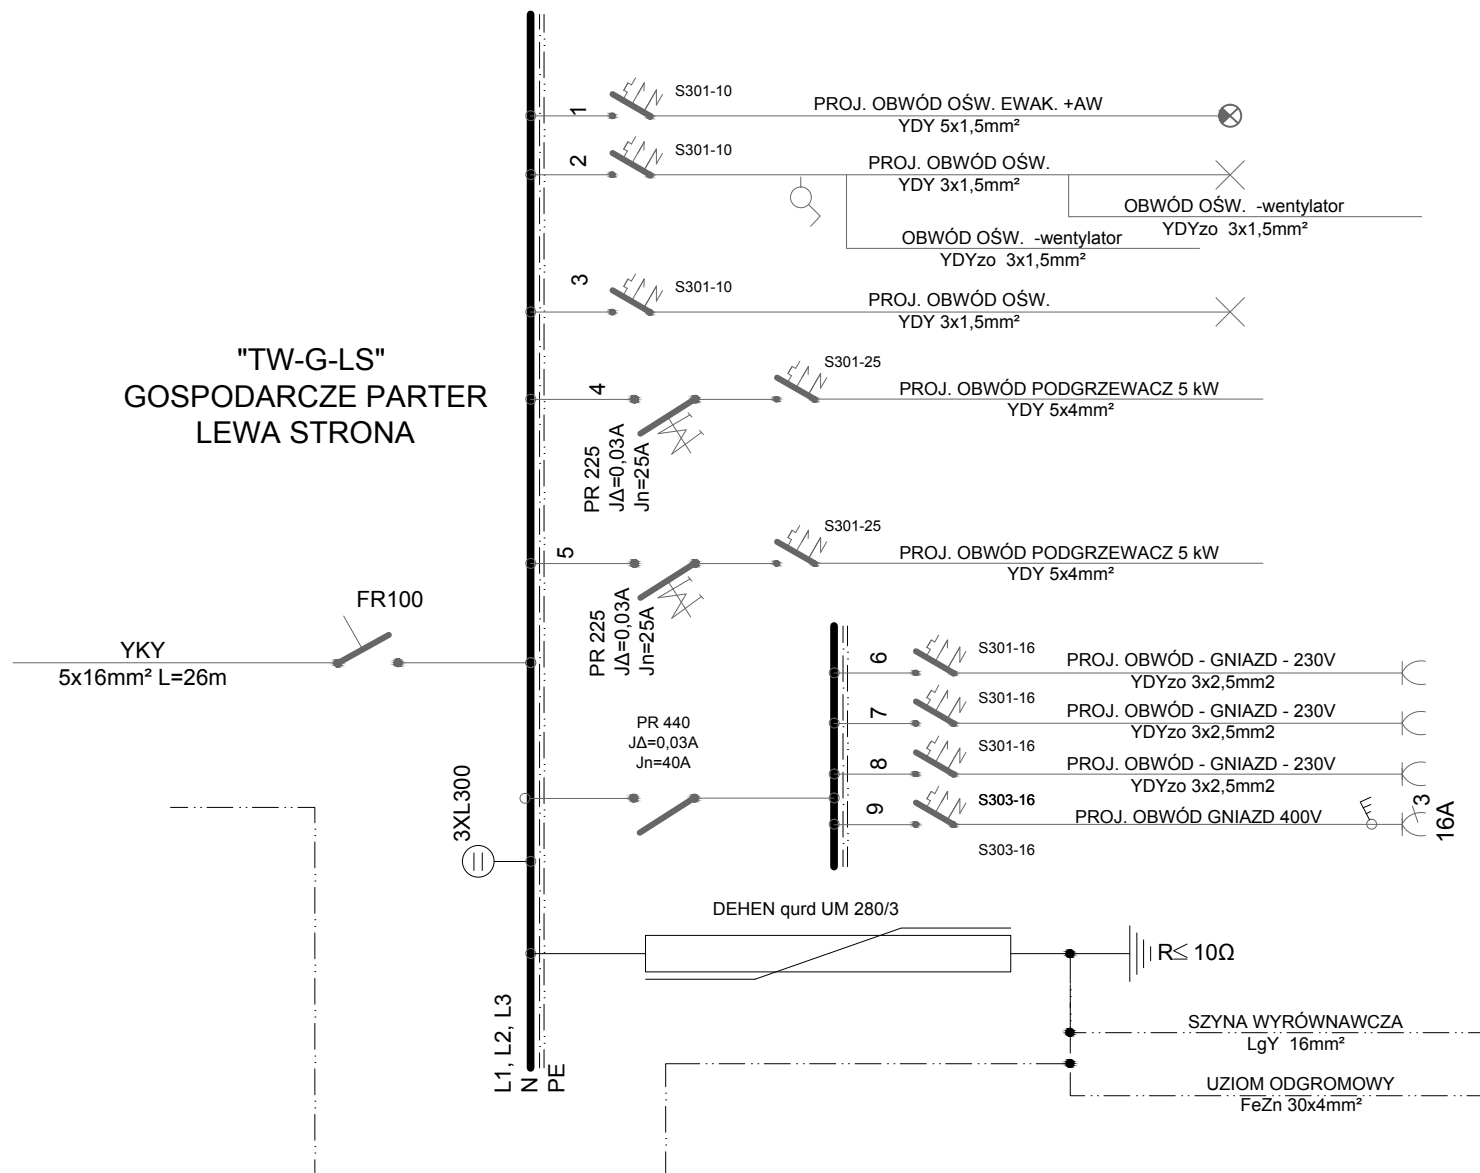 1
S301-10
PROJ. OBWÓD OŚW. EWAK. +AW
YDY 5x1,5mm²
2
S301-10
PROJ. OBWÓD OŚW.
YDY 3x1,5mm²
OBWÓD OŚW. -wentylator
YDYzo 3x1,5mm²
OBWÓD OŚW. -wentylator
YDYzo 3x1,5mm²
3
S301-10
PROJ. OBWÓD OŚW.
YDY 3x1,5mm²
"TW-G-LS"
GOSPODARCZE PARTER
LEWA STRONA
4
S301-25
PROJ. OBWÓD PODGRZEWACZ 5 kW
YDY 5x4mm²
PR 225
JΔ=0,03A
Jn=25A
5
S301-25
PROJ. OBWÓD PODGRZEWACZ 5 kW
YDY 5x4mm²
PR 225
JΔ=0,03A
Jn=25A
FR100
YKY
5x16mm² L=26m
6
S301-16
PROJ. OBWÓD - GNIAZD - 230V
YDYzo 3x2,5mm2
7
S301-16
PROJ. OBWÓD - GNIAZD - 230V
YDYzo 3x2,5mm2
8
S301-16
PROJ. OBWÓD - GNIAZD - 230V
YDYzo 3x2,5mm2
PR 440
JΔ=0,03A
Jn=40A
9
S303-16
PROJ. OBWÓD GNIAZD 400V
S303-16
3
16A
3XL300
DEHEN qurd UM 280/3
R≤ 10Ω
SZYNA WYRÓWNAWCZA
LgY 16mm²
UZIOM ODGROMOWY
FeZn 30x4mm²
L1, L2, L3
N
PE